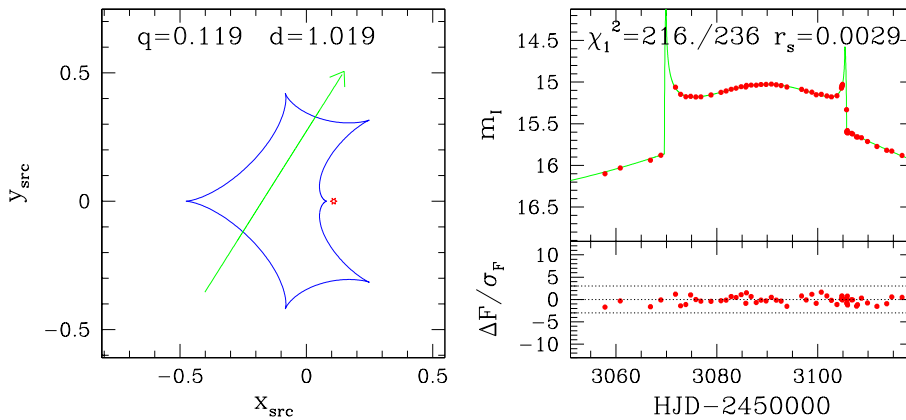 q=0.119 d=1.019
0.5
0
−0.5
y_src
−0.5 0 0.5
x_src
χ₁²=216./236 r_s=0.0029
14.5
15
15.5
16
16.5
m_I
10
5
0
−5
−10
ΔF/σ_F
3060 3080 3100
HJD−2450000